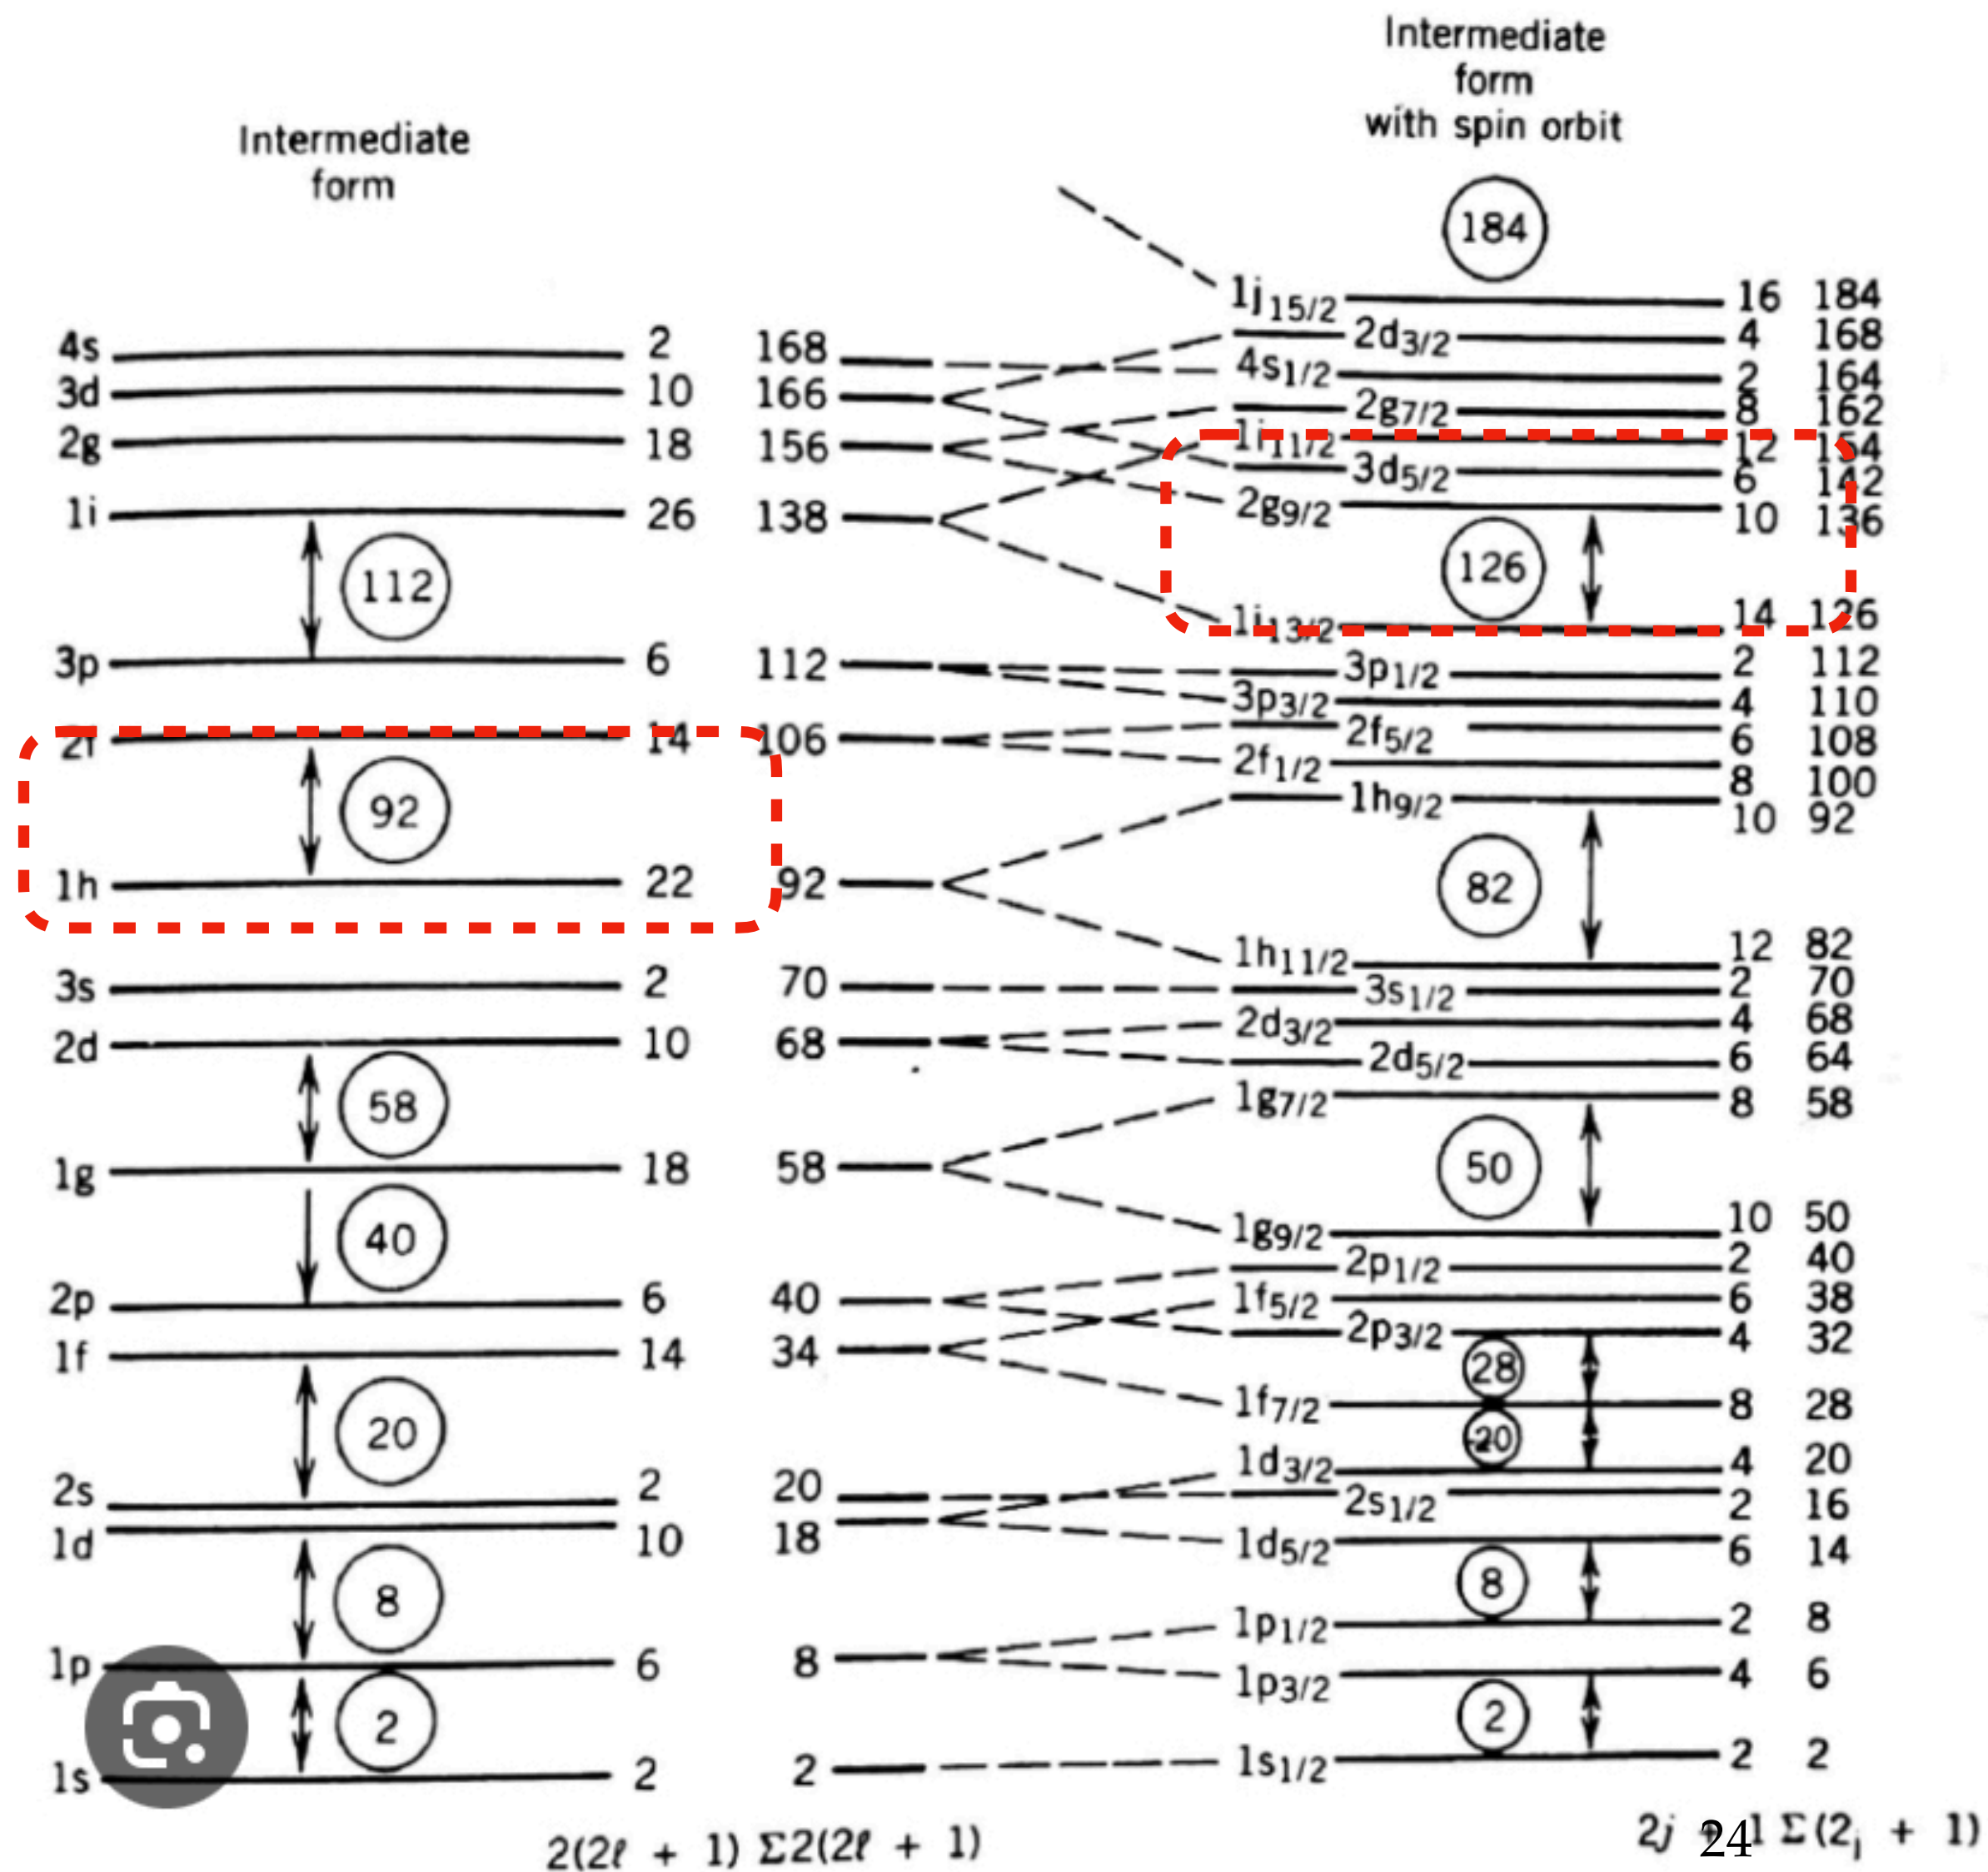 Intermediate
form
with spin orbit
Intermediate
form
184
1j15/2 16 184
2d3/2 4 168
4s 2 168
4s1/2 2 164
3d 10 166
2g7/2 8 162
2g 18 156
1i11/2 12 154
3d5/2 6 142
1i 26 138
2g9/2 10 136
112
126
1i13/2 14 126
3p 6 112
3p1/2 2 112
3p3/2 4 110
2f 14 106
2f5/2 6 108
2f1/2 8 100
92
1h9/2 10 92
1h 22 92
82
1h11/2 12 82
3s 2 70
3s1/2 2 70
2d3/2 4 68
2d 10 68
2d5/2 6 64
58
1g7/2 8 58
1g 18 58
50
40
1g9/2 10 50
2p1/2 2 40
2p 6 40
1f5/2 6 38
2p3/2 4 32
1f 14 34
28
1f7/2 8 28
20
20
1d3/2 4 20
2s 2 20
2s1/2 2 16
1d 10 18
1d5/2 6 14
8
8
1p1/2 2 8
1p 6 8
1p3/2 4 6
2
2
1s 2 2
1s1/2 2 2
2(2ℓ + 1) Σ2(2ℓ + 1)
2j + 1 Σ(2j + 1)
24